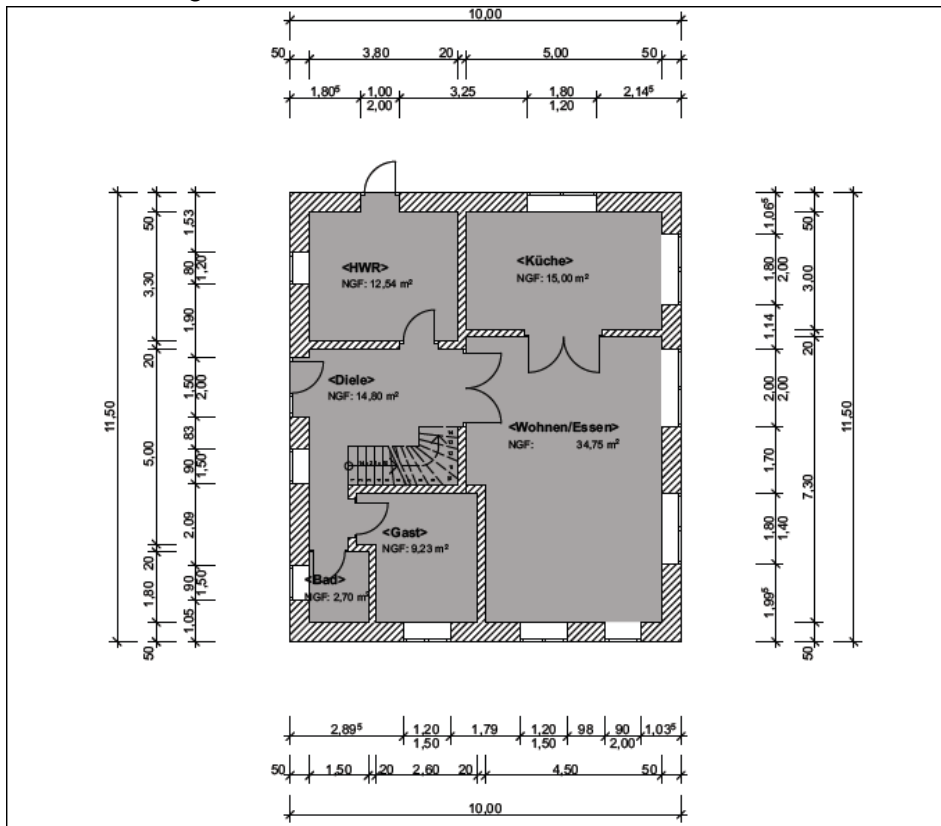 10,00
50 3,80 20 5,00 50
1,80⁵ 1,00 3,25 1,80 2,14⁵
2,00 1,20
11,50
50 3,30 20 5,00 20 1,80 50
1,53 1,80 1,90 1,50 83 90 2,09 90 1,05
1,20 2,00 1,50⁵ 1,50⁵
<HWR>
NGF: 12,54 m²
<Küche>
NGF: 15,00 m²
<Diele>
NGF: 14,80 m²
<Wohnen/Essen>
NGF: 34,75 m²
<Gast>
NGF: 9,23 m²
<Bad>
NGF: 2,70 m²
1,06⁵ 1,80 1,14 2,00 1,70 1,80 1,99⁵
2,00 2,00 1,40
50 3,00 20 7,30 50
11,50
2,89⁵ 1,20 1,79 1,20 98 90 1,03⁵
1,50 1,50 2,00
50 1,50 20 2,60 20 4,50 50
10,00